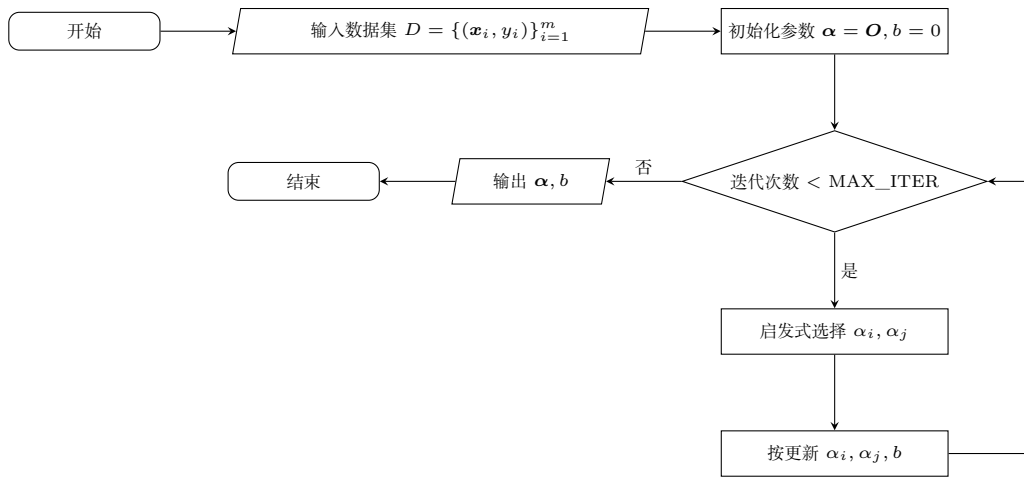 开始
输入数据集 D = {(x_i, y_i)}_{i=1}^m
初始化参数 α = O, b = 0
迭代次数 < MAX_ITER
否
输出 α, b
结束
是
启发式选择 α_i, α_j
按更新 α_i, α_j, b